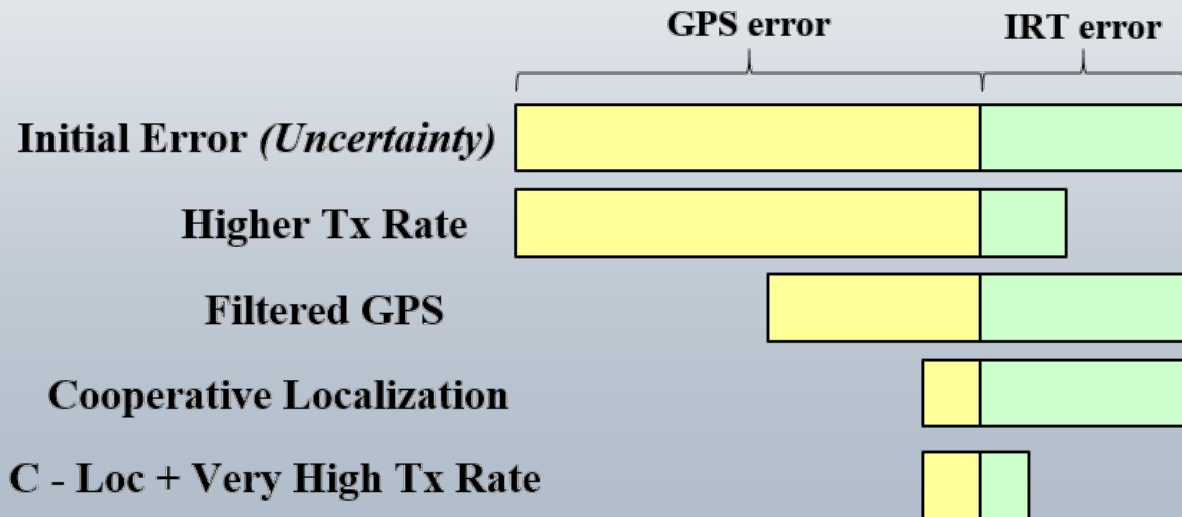 GPS error
IRT error
Initial Error (Uncertainty)
Higher Tx Rate
Filtered GPS
Cooperative Localization
C - Loc + Very High Tx Rate